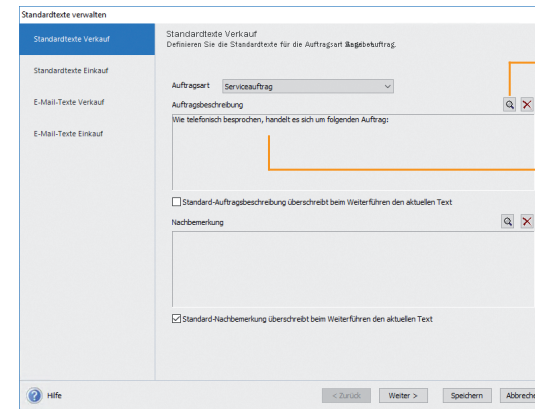 Standardtexte verwalten
Standardtexte Verkauf
Standardtexte Einkauf
E-Mail-Texte Verkauf
E-Mail-Texte Einkauf
Standardtexte Verkauf
Definieren Sie die Standardtexte für die Auftragsart
Auftragsart Serviceauftrag
Auftragsbeschreibung
Wie telefonisch besprochen, handelt es sich um folgenden Auftrag:
Standard-Auftragsbeschreibung überschreibt beim Weiterführen den aktuellen Text
Nachbemerkung
Standard-Nachbemerkung überschreibt beim Weiterführen den aktuellen Text
Hilfe
< Zurück Weiter > Speichern Abbreche